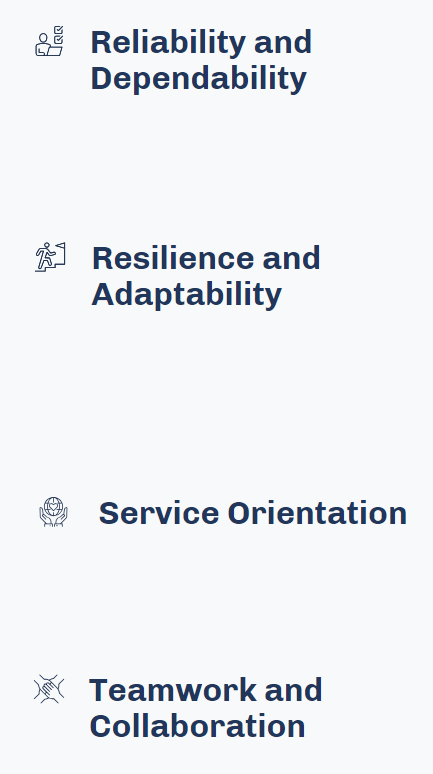 Reliability and
Dependability
Resilience and
Adaptability
Service Orientation
Teamwork and
Collaboration